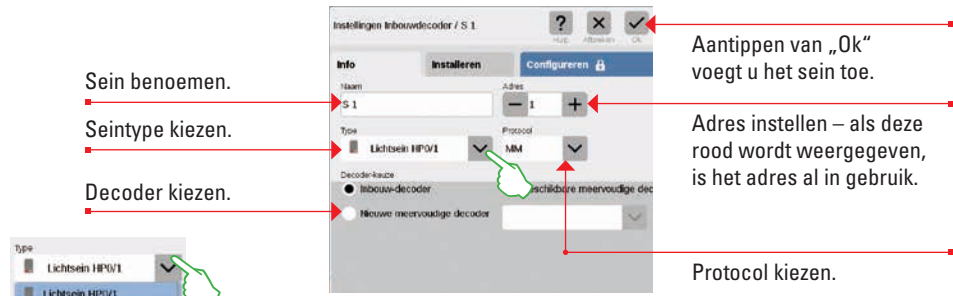 Instellingen Inbouwdecoder / S 1
?
Hulp
Afbreken
Ok
Info
Installeren
Configureren
Naam
S 1
Adres
1
Type
Lichtsein HP0/1
Protocol
MM
Decoder-keuze
Inbouw-decoder
eschikbare meervoudige dec
Nieuwe meervoudige decoder
Sein benoemen.
Seintype kiezen.
Decoder kiezen.
Aantippen van „Ok“
voegt u het sein toe.
Adres instellen – als deze
rood wordt weergegeven,
is het adres al in gebruik.
Protocol kiezen.
Type
Lichtsein HP0/1
Lichtsein HP0/1